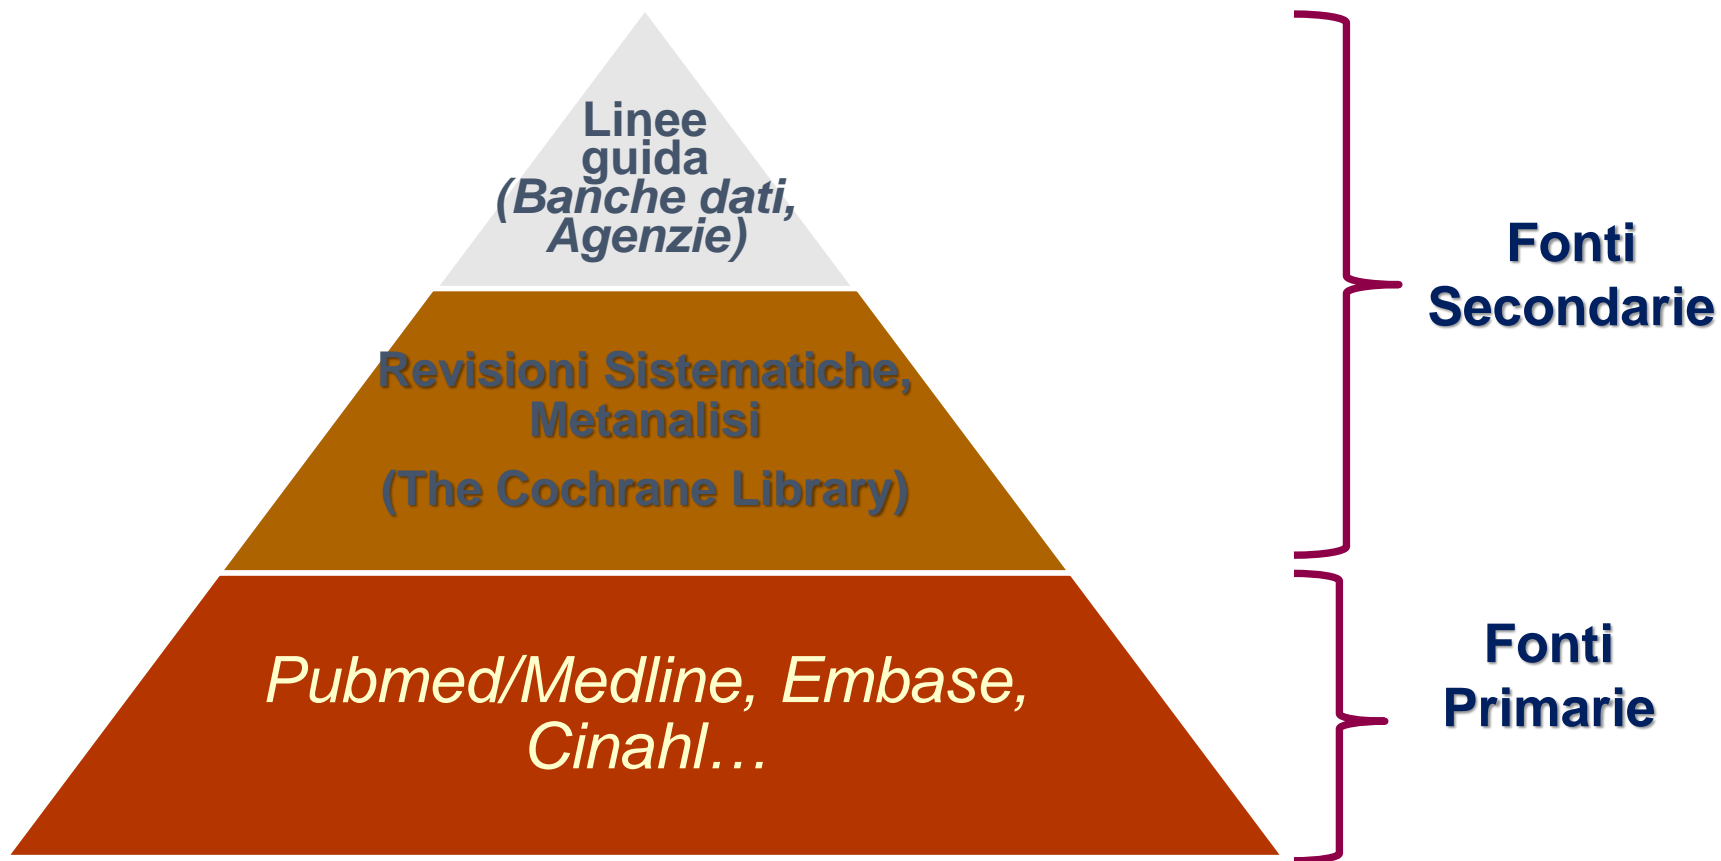 Linee
guida
(Banche dati,
Agenzie)
Revisioni Sistematiche,
Metanalisi
(The Cochrane Library)
Pubmed/Medline, Embase,
Cinahl…
Fonti
Secondarie
Fonti
Primarie